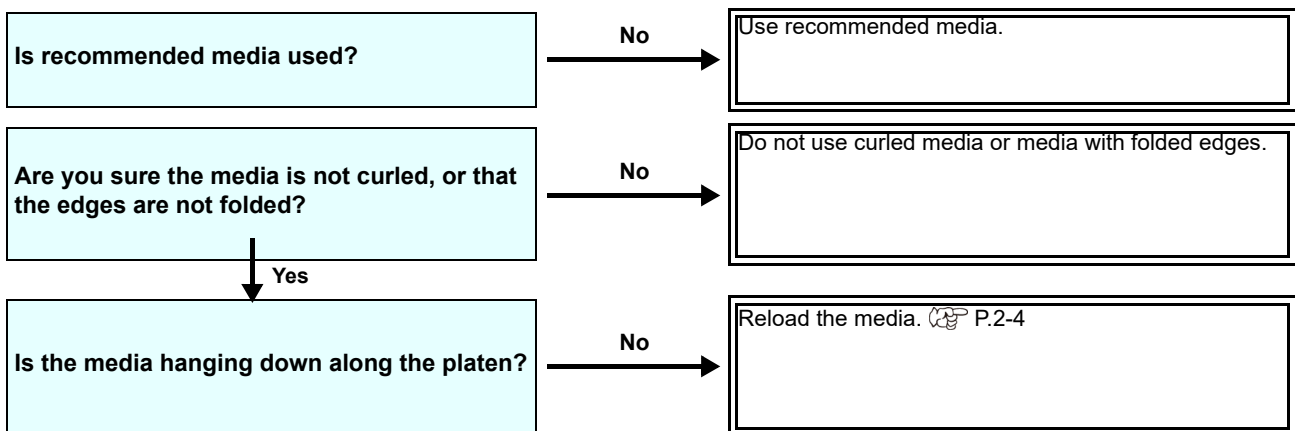 Is recommended media used?
No
Use recommended media.
Are you sure the media is not curled, or that
the edges are not folded?
No
Do not use curled media or media with folded edges.
Yes
Is the media hanging down along the platen?
No
Reload the media. P.2-4